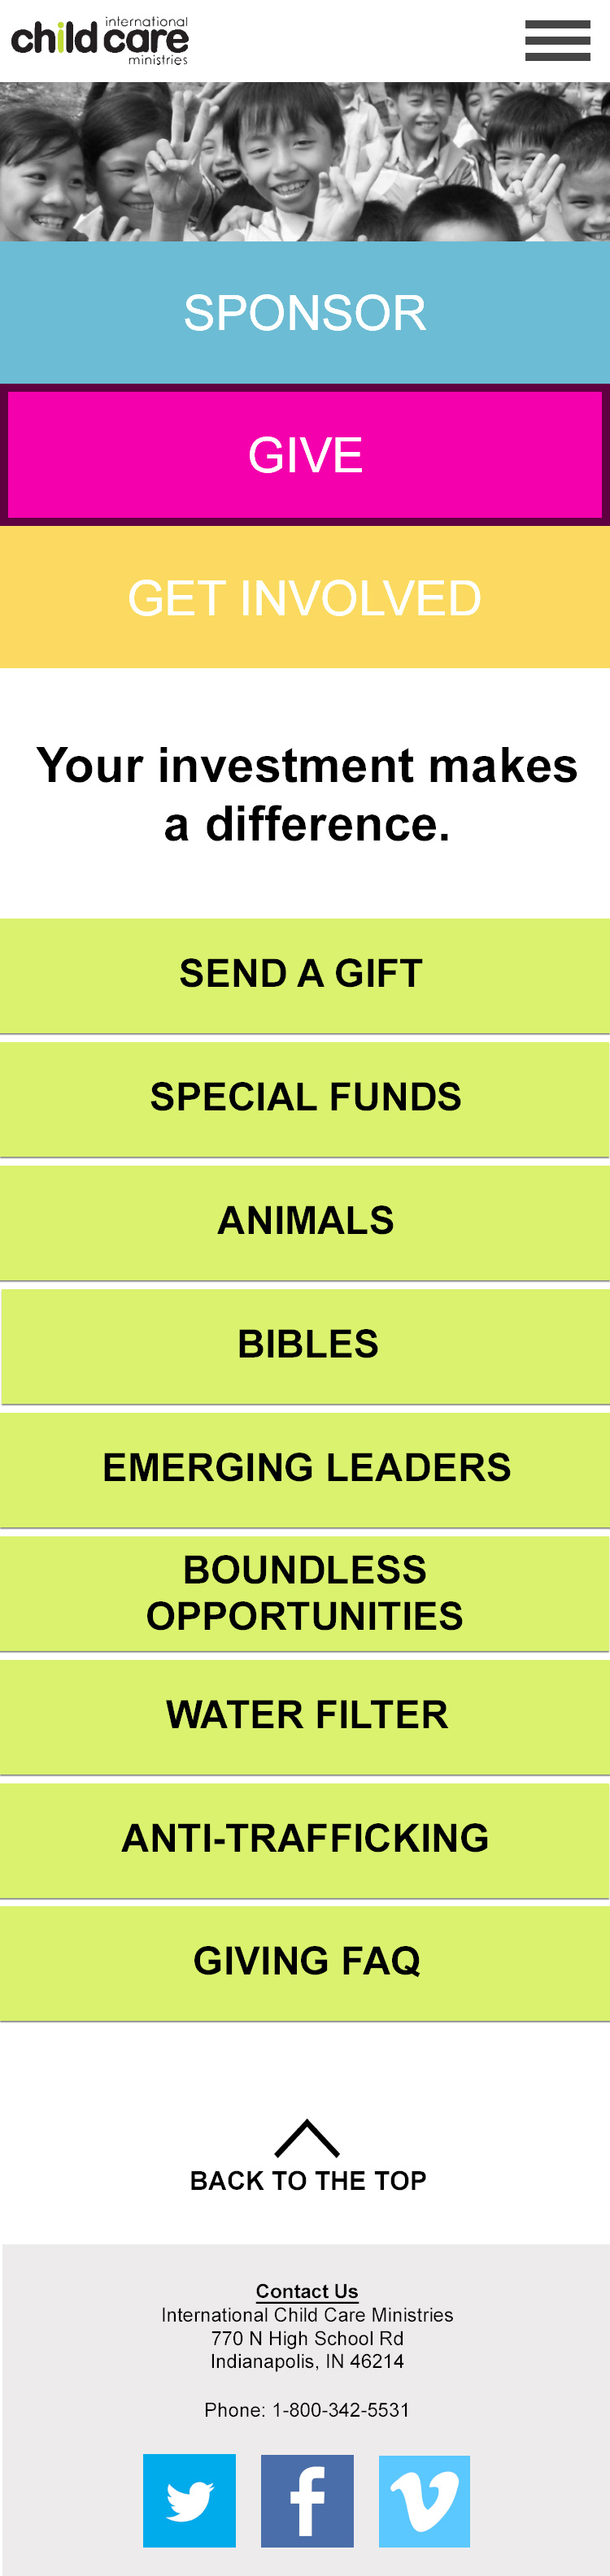 international
child care
ministries
SPONSOR
GIVE
GET INVOLVED
Your investment makes
a difference.
SEND A GIFT
SPECIAL FUNDS
ANIMALS
BIBLES
EMERGING LEADERS
BOUNDLESS
OPPORTUNITIES
WATER FILTER
ANTI-TRAFFICKING
GIVING FAQ
BACK TO THE TOP
Contact Us
International Child Care Ministries
770 N High School Rd
Indianapolis, IN 46214
Phone: 1-800-342-5531